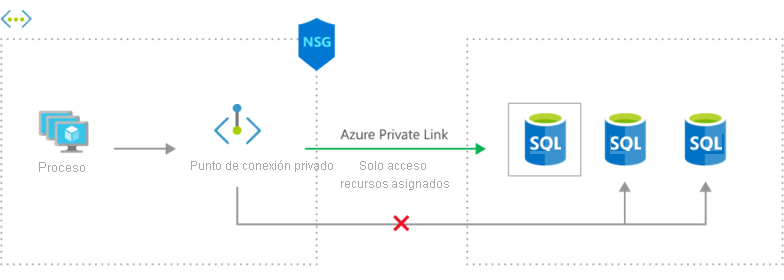 NSG
Azure Private Link
SQL
SQL
SQL
Proceso
Punto de conexión privado
Solo acceso
recursos asignados